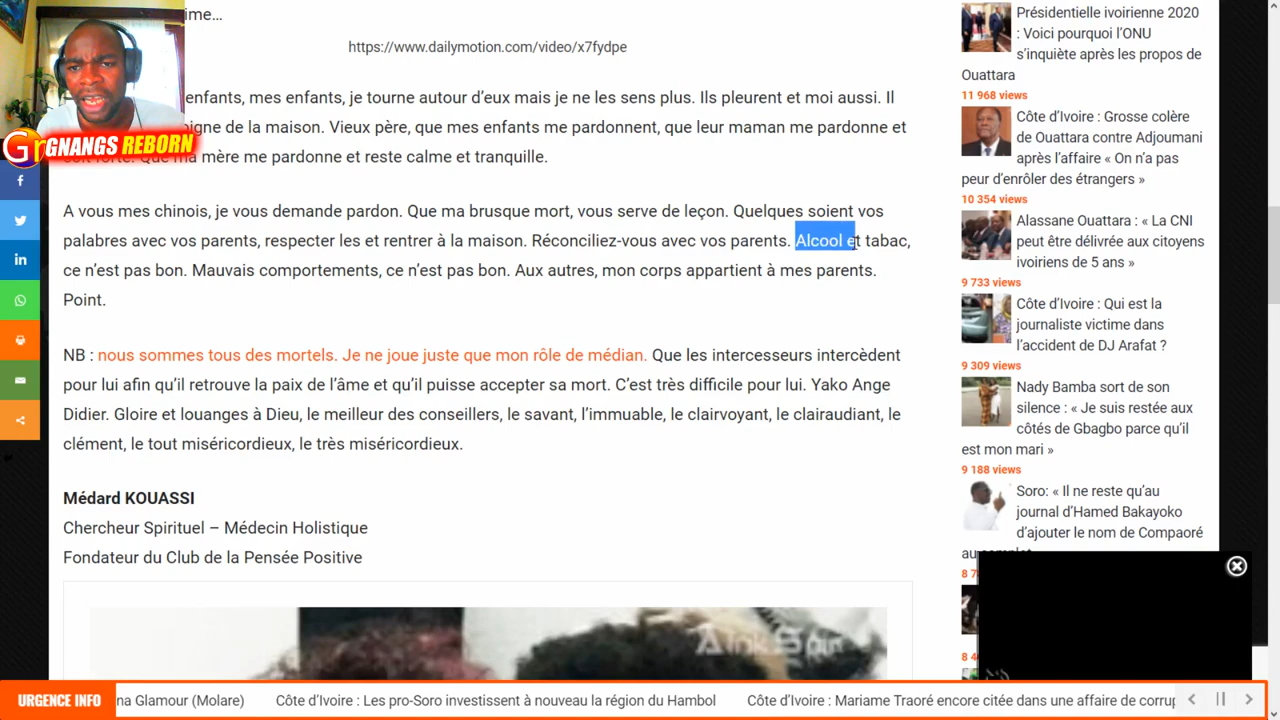 ime…
https://www.dailymotion.com/video/x7fydpe
enfants, mes enfants, je tourne autour d’eux mais je ne les sens plus. Ils pleurent et moi aussi. Il
igne de la maison. Vieux père, que mes enfants me pardonnent, que leur maman me pardonne et
soit forte. Que ma mère me pardonne et reste calme et tranquille.
Gr GNANGS REBORN
A vous mes chinois, je vous demande pardon. Que ma brusque mort, vous serve de leçon. Quelques soient vos
palabres avec vos parents, respecter les et rentrer à la maison. Réconciliez-vous avec vos parents. Alcool et tabac,
ce n’est pas bon. Mauvais comportements, ce n’est pas bon. Aux autres, mon corps appartient à mes parents.
Point.
NB : nous sommes tous des mortels. Je ne joue juste que mon rôle de médian. Que les intercesseurs intercèdent
pour lui afin qu’il retrouve la paix de l’âme et qu’il puisse accepter sa mort. C’est très difficile pour lui. Yako Ange
Didier. Gloire et louanges à Dieu, le meilleur des conseillers, le savant, l’immuable, le clairvoyant, le clairaudiant, le
clément, le tout miséricordieux, le très miséricordieux.
Médard KOUASSI
Chercheur Spirituel – Médecin Holistique
Fondateur du Club de la Pensée Positive
Présidentielle ivoirienne 2020
: Voici pourquoi l’ONU
s’inquiète après les propos de
Ouattara
11 968 views
Côte d’Ivoire : Grosse colère
de Ouattara contre Adjoumani
après l’affaire « On n’a pas
peur d’enrôler des étrangers »
10 354 views
Alassane Ouattara : « La CNI
peut être délivrée aux citoyens
ivoiriens de 5 ans »
9 733 views
Côte d’Ivoire : Qui est la
journaliste victime dans
l’accident de DJ Arafat ?
9 309 views
Nady Bamba sort de son
silence : « Je suis restée aux
côtés de Gbagbo parce qu’il
est mon mari »
9 188 views
Soro: « Il ne reste qu’au
journal d’Hamed Bakayoko
d’ajouter le nom de Compaoré
au
8 7
8 4
URGENCE INFO
na Glamour (Molare) Côte d’Ivoire : Les pro-Soro investissent à nouveau la région du Hambol Côte d’Ivoire : Mariame Traoré encore citée dans une affaire de corrup